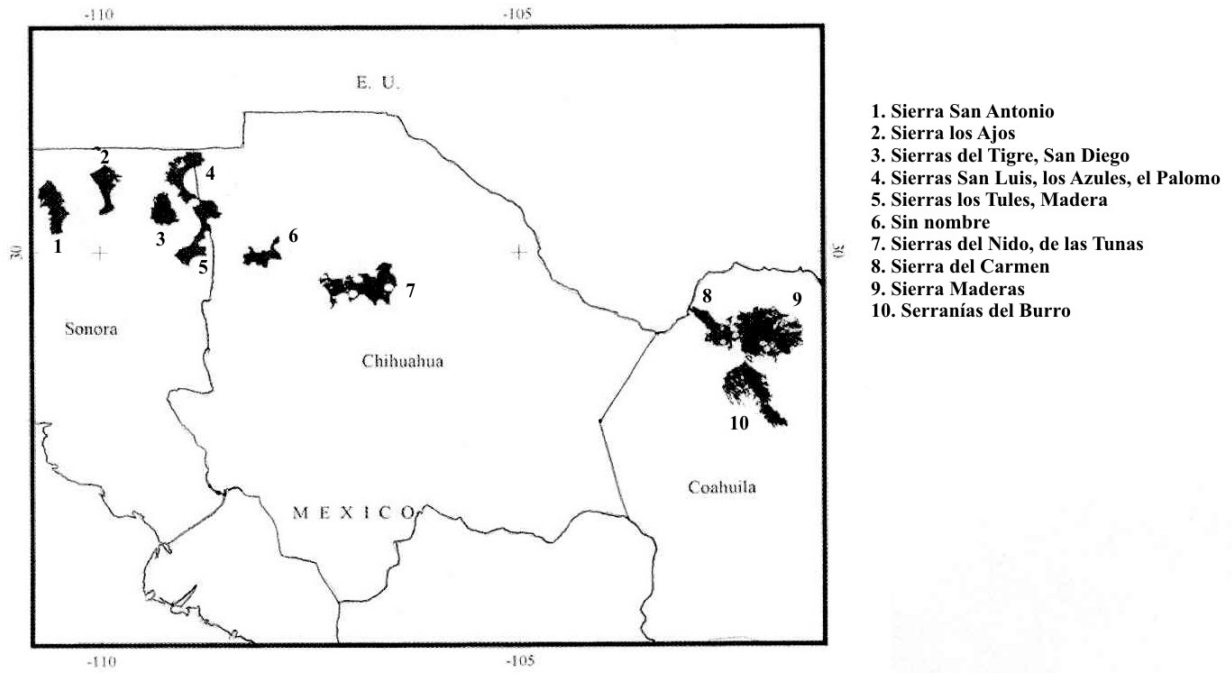 -110 -105
E. U.
1. Sierra San Antonio
2. Sierra los Ajos
3. Sierras del Tigre, San Diego
4. Sierras San Luis, los Azules, el Palomo
5. Sierras los Tules, Madera
6. Sin nombre
7. Sierras del Nido, de las Tunas
8. Sierra del Carmen
9. Sierra Maderas
10. Serranías del Burro
2
4
1
3
5
6
30
30
7
8
9
Sonora
Chihuahua
10
Coahuila
MEXICO
-110 -105